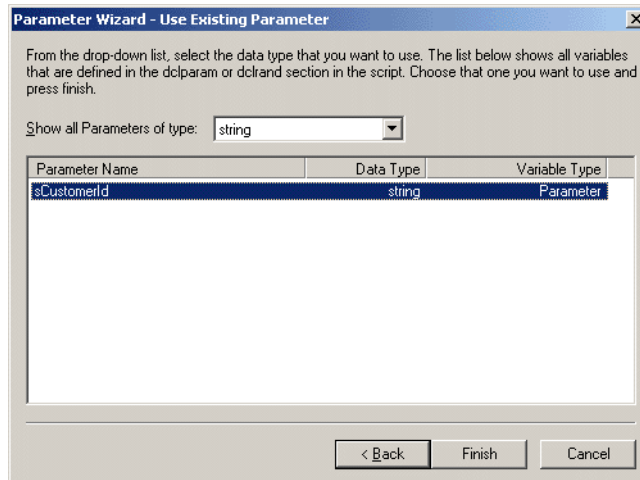 Parameter Wizard - Use Existing Parameter
From the drop-down list, select the data type that you want to use. The list below shows all variables
that are defined in the dclparam or dclrand section in the script. Choose that one you want to use and
press finish.
Show all Parameters of type: string
Parameter Name Data Type Variable Type
sCustomerId string Parameter
< Back Finish Cancel